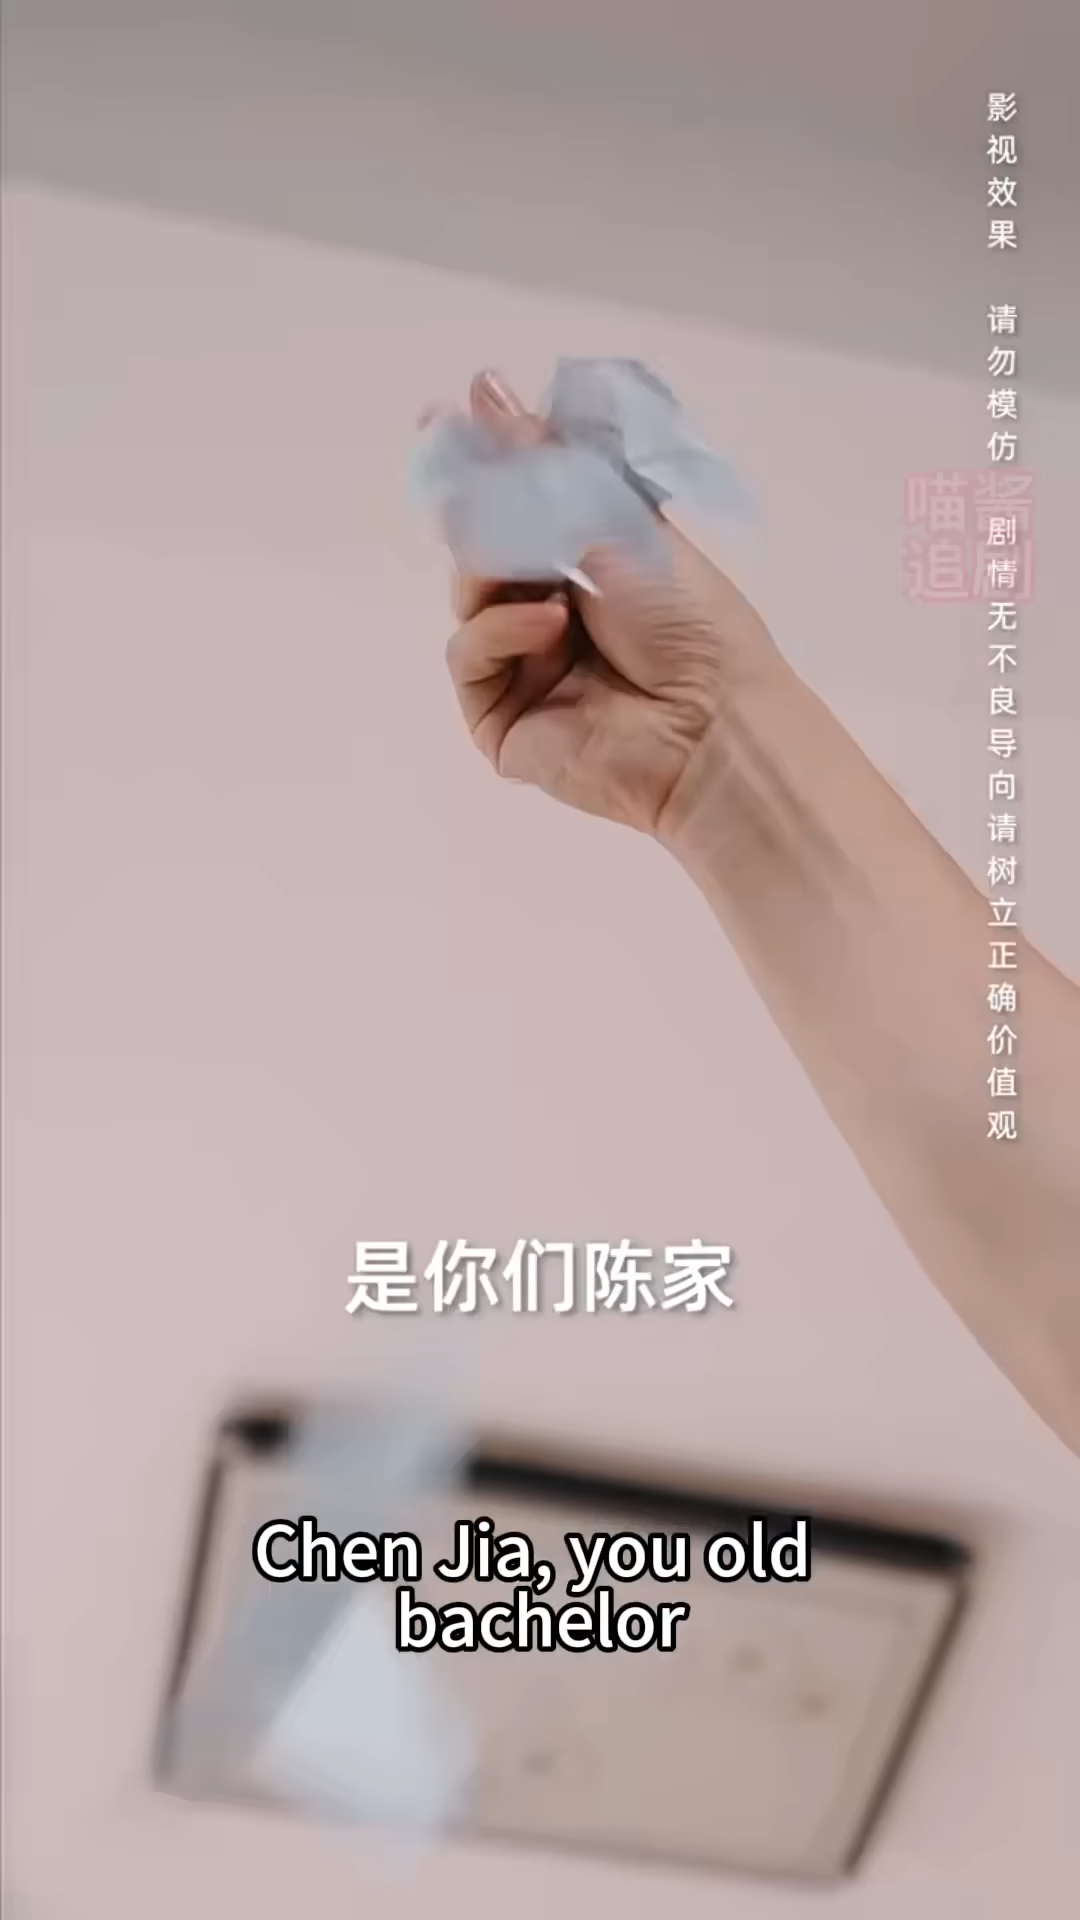 影视效果 请勿模仿 剧情无不良导向请树立正确价值观
喵酱
追剧
是你们陈家
Chen Jia, you old
bachelor